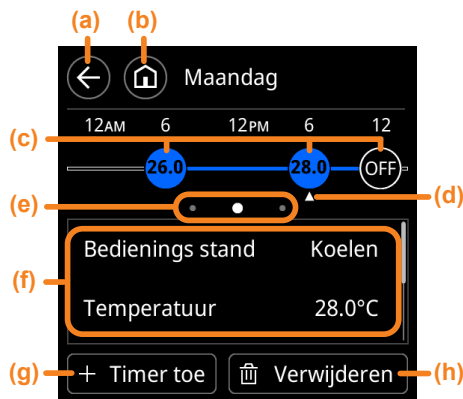 (a) (b)
Maandag
12AM 6 12PM 6 12
(c)
26.0 28.0 OFF
(d)
(e)
(f)
Bedienings stand Koelen
Temperatuur 28.0°C
(g) + Timer toe Verwijderen (h)